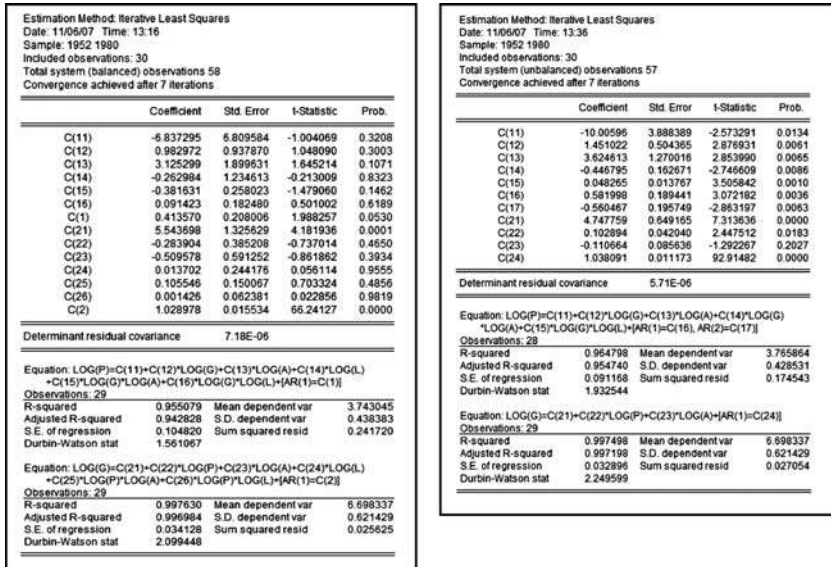 Estimation Method: Iterative Least Squares
Date: 11/06/07 Time: 13:16
Sample: 1952 1980
Included observations: 30
Total system (balanced) observations 58
Convergence achieved after 7 iterations
Coefficient Std. Error t-Statistic Prob.
C(11) -6.837295 6.809584 -1.004069 0.3208
C(12) 0.982972 0.937870 1.048090 0.3003
C(13) 3.125299 1.899631 1.645214 0.1071
C(14) -0.262984 1.234613 -0.213009 0.8323
C(15) -0.381631 0.258023 -1.479060 0.1462
C(16) 0.091423 0.182480 0.501002 0.6189
C(1) 0.413570 0.208006 1.988257 0.0530
C(21) 5.543698 1.325629 4.181936 0.0001
C(22) -0.283904 0.385208 -0.737014 0.4650
C(23) -0.509578 0.591252 -0.861862 0.3934
C(24) 0.013702 0.244176 0.056114 0.9555
C(25) 0.105546 0.150067 0.703324 0.4856
C(26) 0.001426 0.062381 0.022856 0.9819
C(2) 1.028978 0.015534 66.24127 0.0000
Determinant residual covariance 7.18E-06
Equation: LOG(P)=C(11)+C(12)*LOG(G)+C(13)*LOG(A)+C(14)*LOG(L)
+C(15)*LOG(G)*LOG(A)+C(16)*LOG(G)*LOG(L)+[AR(1)=C(1)]
Observations: 29
R-squared 0.955079 Mean dependent var 3.743045
Adjusted R-squared 0.942828 S.D. dependent var 0.438383
S.E. of regression 0.104820 Sum squared resid 0.241720
Durbin-Watson stat 1.561067
Equation: LOG(G)=C(21)+C(22)*LOG(P)+C(23)*LOG(A)+C(24)*LOG(L)
+C(25)*LOG(P)*LOG(A)+C(26)*LOG(P)*LOG(L)+[AR(1)=C(2)]
Observations: 29
R-squared 0.997630 Mean dependent var 6.698337
Adjusted R-squared 0.996984 S.D. dependent var 0.621429
S.E. of regression 0.034128 Sum squared resid 0.025625
Durbin-Watson stat 2.099448
Estimation Method: Iterative Least Squares
Date: 11/06/07 Time: 13:36
Sample: 1952 1980
Included observations: 30
Total system (unbalanced) observations 57
Convergence achieved after 7 iterations
Coefficient Std. Error t-Statistic Prob.
C(11) -10.00596 3.888389 -2.573291 0.0134
C(12) 1.451022 0.504365 2.876931 0.0061
C(13) 3.624613 1.270016 2.853990 0.0065
C(14) -0.446795 0.162671 -2.746609 0.0086
C(15) 0.048265 0.013767 3.505842 0.0010
C(16) 0.581998 0.189441 3.072182 0.0036
C(17) -0.560467 0.195749 -2.863197 0.0063
C(21) 4.747759 0.649165 7.313636 0.0000
C(22) 0.102894 0.042040 2.447512 0.0183
C(23) -0.110664 0.085636 -1.292267 0.2027
C(24) 1.038091 0.011173 92.91482 0.0000
Determinant residual covariance 5.71E-06
Equation: LOG(P)=C(11)+C(12)*LOG(G)+C(13)*LOG(A)+C(14)*LOG(G)
*LOG(A)+C(15)*LOG(G)*LOG(L)+[AR(1)=C(16), AR(2)=C(17)]
Observations: 28
R-squared 0.964798 Mean dependent var 3.765864
Adjusted R-squared 0.954740 S.D. dependent var 0.428531
S.E. of regression 0.091168 Sum squared resid 0.174543
Durbin-Watson stat 1.932544
Equation: LOG(G)=C(21)+C(22)*LOG(P)+C(23)*LOG(A)+[AR(1)=C(24)]
Observations: 29
R-squared 0.997498 Mean dependent var 6.698337
Adjusted R-squared 0.997198 S.D. dependent var 0.621429
S.E. of regression 0.032896 Sum squared resid 0.027054
Durbin-Watson stat 2.249599